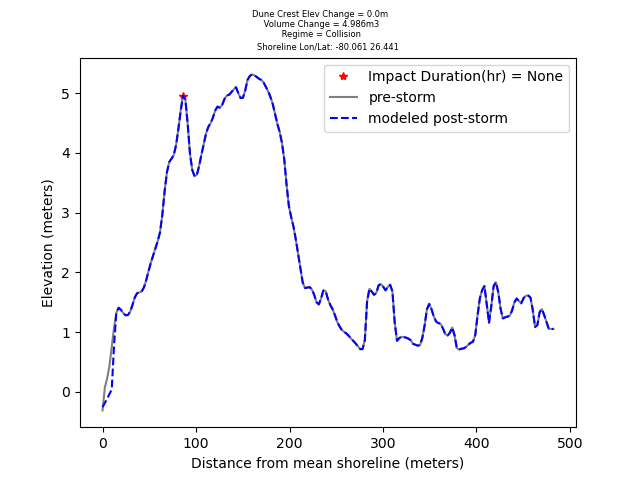 Dune Crest Elev Change = 0.0m
Volume Change = 4.986m3
Regime = Collision
Shoreline Lon/Lat: -80.061 26.441
Impact Duration(hr) = None
pre-storm
modeled post-storm
Elevation (meters)
5
4
3
2
1
0
0 100 200 300 400 500
Distance from mean shoreline (meters)